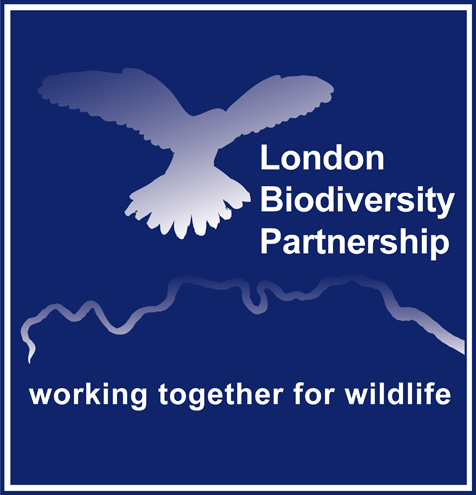 London
Biodiversity
Partnership
working together for wildlife